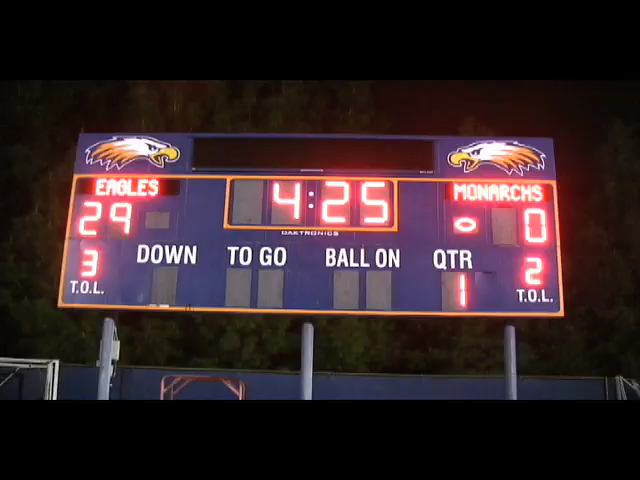 EAGLES 4:25 MONARCHS
29 0
DAKTRONICS
DOWN TO GO BALL ON QTR
3 1 2
T.O.L. T.O.L.